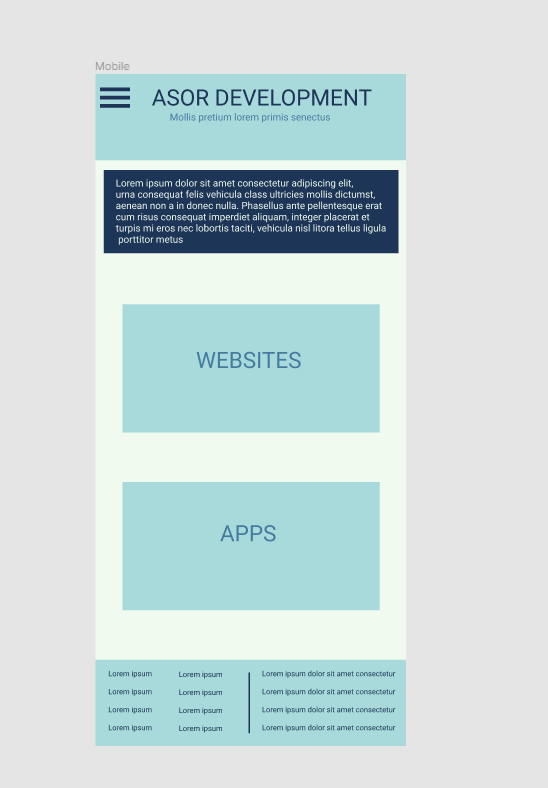 Mobile
ASOR DEVELOPMENT
Mollis pretium lorem primis senectus
Lorem ipsum dolor sit amet consectetur adipiscing elit,
urna consequat felis vehicula class ultricies mollis dictumst,
aenean non a in donec nulla. Phasellus ante pellentesque erat
cum risus consequat imperdiet aliquam, integer placerat et
turpis mi eros nec lobortis taciti, vehicula nisl litora tellus ligula
porttitor metus
WEBSITES
APPS
Lorem ipsum Lorem ipsum Lorem ipsum dolor sit amet consectetur
Lorem ipsum Lorem ipsum Lorem ipsum dolor sit amet consectetur
Lorem ipsum Lorem ipsum Lorem ipsum dolor sit amet consectetur
Lorem ipsum Lorem ipsum Lorem ipsum dolor sit amet consectetur